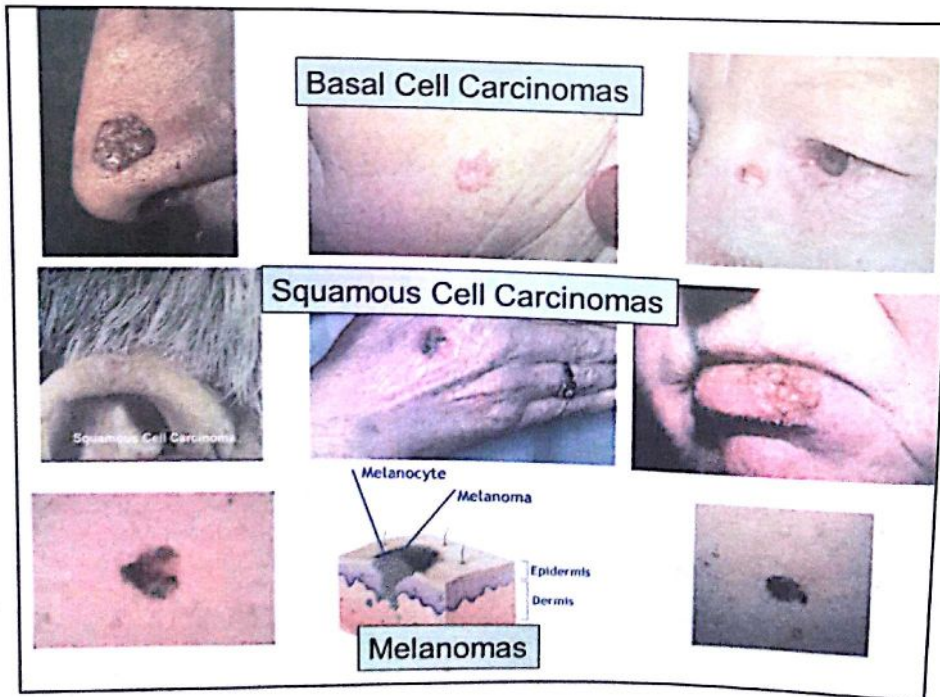 Basal Cell Carcinomas
Squamous Cell Carcinomas
Squamous Cell Carcinoma
Melanocyte
Melanoma
Epidermis
Dermis
Melanomas